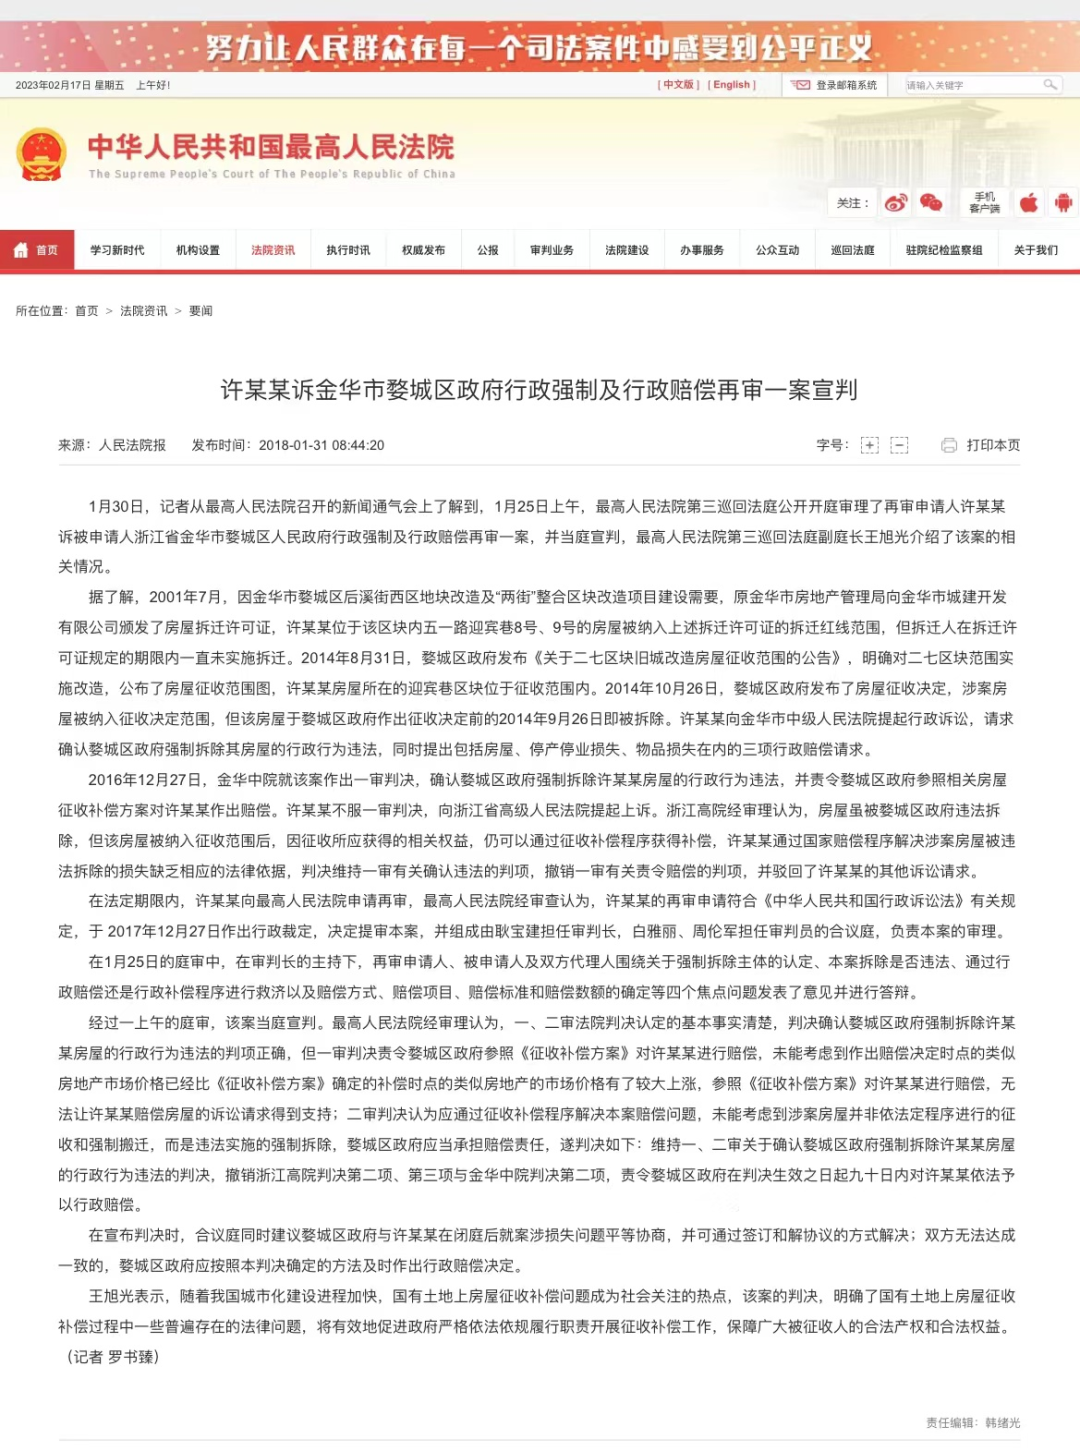 努力让人民群众在每一个司法案件中感受到公平正义
2023年02月17日 星期五 上午好! [ 中文版 ] [ English ] 登录邮箱系统 请输入关键字
中华人民共和国最高人民法院
The Supreme People's Court of The People's Republic of China
关注： 手机
客户端
首页 学习新时代 机构设置 法院资讯 执行时讯 权威发布 公报 审判业务 法院建设 办事服务 公众互动 巡回法庭 驻院纪检监察组 关于我们
所在位置：首页 > 法院资讯 > 要闻
许某某诉金华市婺城区政府行政强制及行政赔偿再审一案宣判
来源：人民法院报 发布时间：2018-01-31 08:44:20 字号： + − 打印本页
1月30日，记者从最高人民法院召开的新闻通气会上了解到，1月25日上午，最高人民法院第三巡回法庭公开开庭审理了再审申请人许某某
诉被申请人浙江省金华市婺城区人民政府行政强制及行政赔偿再审一案，并当庭宣判，最高人民法院第三巡回法庭副庭长王旭光介绍了该案的相
关情况。
据了解，2001年7月，因金华市婺城区后溪街西区地块改造及“两街”整合区块改造项目建设需要，原金华市房地产管理局向金华市城建开发
有限公司颁发了房屋拆迁许可证，许某某位于该区块内五一路迎宾巷8号、9号的房屋被纳入上述拆迁许可证的拆迁红线范围，但拆迁人在拆迁许
可证规定的期限内一直未实施拆迁。2014年8月31日，婺城区政府发布《关于二七区块旧城改造房屋征收范围的公告》，明确对二七区块范围实
施改造，公布了房屋征收范围图，许某某房屋所在的迎宾巷区块位于征收范围内。2014年10月26日，婺城区政府发布了房屋征收决定，涉案房
屋被纳入征收决定范围，但该房屋于婺城区政府作出征收决定前的2014年9月26日即被拆除。许某某向金华市中级人民法院提起行政诉讼，请求
确认婺城区政府强制拆除其房屋的行政行为违法，同时提出包括房屋、停产停业损失、物品损失在内的三项行政赔偿请求。
2016年12月27日，金华中院就该案作出一审判决，确认婺城区政府强制拆除许某某房屋的行政行为违法，并责令婺城区政府参照相关房屋
征收补偿方案对许某某作出赔偿。许某某不服一审判决，向浙江省高级人民法院提起上诉。浙江高院经审理认为，房屋虽被婺城区政府违法拆
除，但该房屋被纳入征收范围后，因征收所应获得的相关权益，仍可以通过征收补偿程序获得补偿，许某某通过国家赔偿程序解决涉案房屋被违
法拆除的损失缺乏相应的法律依据，判决维持一审有关确认违法的判项，撤销一审有关责令赔偿的判项，并驳回了许某某的其他诉讼请求。
在法定期限内，许某某向最高人民法院申请再审，最高人民法院经审查认为，许某某的再审申请符合《中华人民共和国行政诉讼法》有关规
定，于 2017年12月27日作出行政裁定，决定提审本案，并组成由耿宝建担任审判长，白雅丽、周伦军担任审判员的合议庭，负责本案的审理。
在1月25日的庭审中，在审判长的主持下，再审申请人、被申请人及双方代理人围绕关于强制拆除主体的认定、本案拆除是否违法、通过行
政赔偿还是行政补偿程序进行救济以及赔偿方式、赔偿项目、赔偿标准和赔偿数额的确定等四个焦点问题发表了意见并进行答辩。
经过一上午的庭审，该案当庭宣判。最高人民法院经审理认为，一、二审法院判决认定的基本事实清楚，判决确认婺城区政府强制拆除许某
某房屋的行政行为违法的判项正确，但一审判决责令婺城区政府参照《征收补偿方案》对许某某进行赔偿，未能考虑到作出赔偿决定时点的类似
房地产市场价格已经比《征收补偿方案》确定的补偿时点的类似房地产的市场价格有了较大上涨，参照《征收补偿方案》对许某某进行赔偿，无
法让许某某赔偿房屋的诉讼请求得到支持；二审判决认为应通过征收补偿程序解决本案赔偿问题，未能考虑到涉案房屋并非依法定程序进行的征
收和强制搬迁，而是违法实施的强制拆除，婺城区政府应当承担赔偿责任，遂判决如下：维持一、二审关于确认婺城区政府强制拆除许某某房屋
的行政行为违法的判决，撤销浙江高院判决第二项、第三项与金华中院判决第二项，责令婺城区政府在判决生效之日起九十日内对许某某依法予
以行政赔偿。
在宣布判决时，合议庭同时建议婺城区政府与许某某在闭庭后就案涉损失问题平等协商，并可通过签订和解协议的方式解决；双方无法达成
一致的，婺城区政府应按照本判决确定的方法及时作出行政赔偿决定。
王旭光表示，随着我国城市化建设进程加快，国有土地上房屋征收补偿问题成为社会关注的热点，该案的判决，明确了国有土地上房屋征收
补偿过程中一些普遍存在的法律问题，将有效地促进政府严格依法依规履行职责开展征收补偿工作，保障广大被征收人的合法产权和合法权益。
（记者 罗书臻）
责任编辑：韩绪光